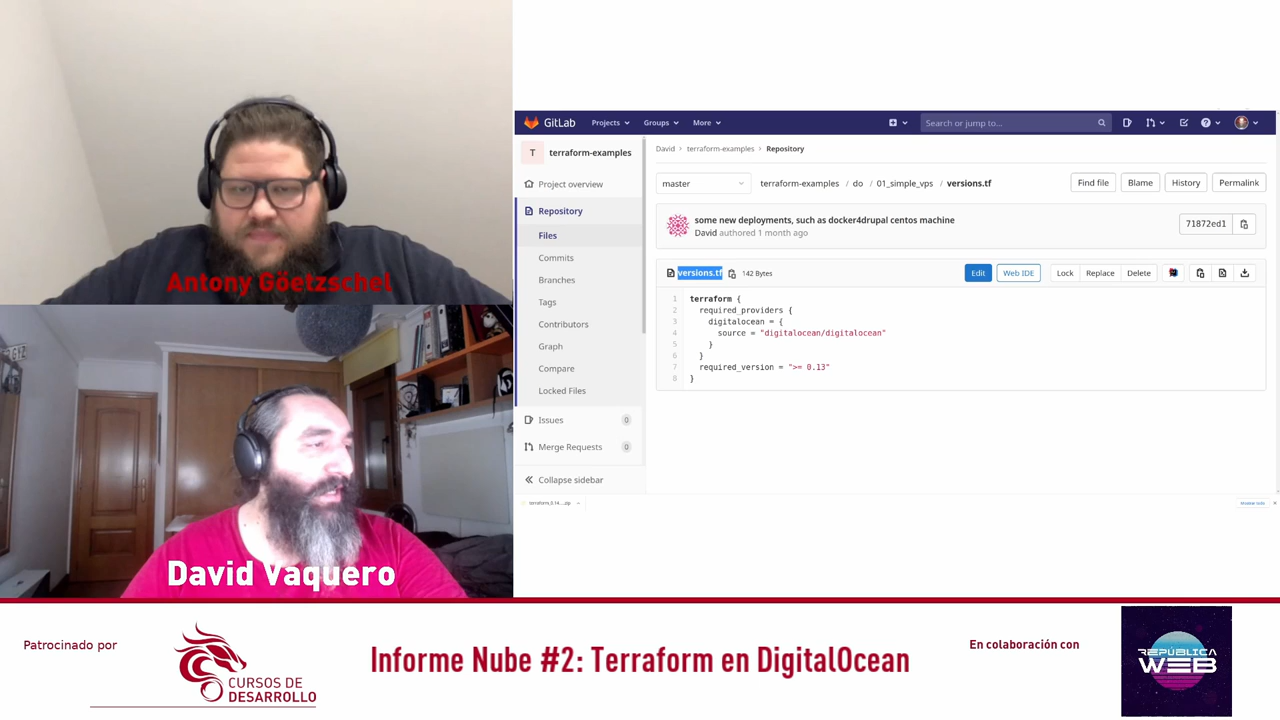 Antony Göetzschel
David Vaquero
GitLab
Projects
Groups
More
Search or jump to...
T
terraform-examples
Project overview
Repository
Files
Commits
Branches
Tags
Contributors
Graph
Compare
Locked Files
Issues
0
Merge Requests
0
Collapse sidebar
David > terraform-examples > Repository
master
terraform-examples / do / 01_simple_vps / versions.tf
Find file
Blame
History
Permalink
some new deployments, such as docker4drupal centos machine
David authored 1 month ago
71872ed1
versions.tf
142 Bytes
Edit
Web IDE
Lock
Replace
Delete
1 terraform {
2 required_providers {
3 digitalocean = {
4 source = "digitalocean/digitalocean"
5 }
6 }
7 required_version = ">= 0.13"
8 }
terraform_0.14....zip
Patrocinado por
CURSOS DE
DESARROLLO
Informe Nube #2: Terraform en DigitalOcean
En colaboración con
REPÚBLICA
WEB